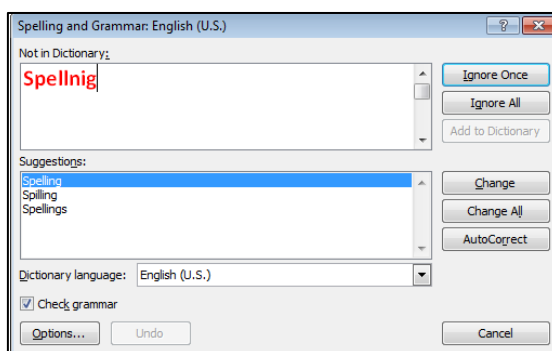 Spelling and Grammar: English (U.S.)
Not in Dictionary:
Spellnig
Ignore Once
Ignore All
Add to Dictionary
Suggestions:
Spelling
Spilling
Spellings
Change
Change All
AutoCorrect
Dictionary language: English (U.S.)
Check grammar
Options... Undo Cancel